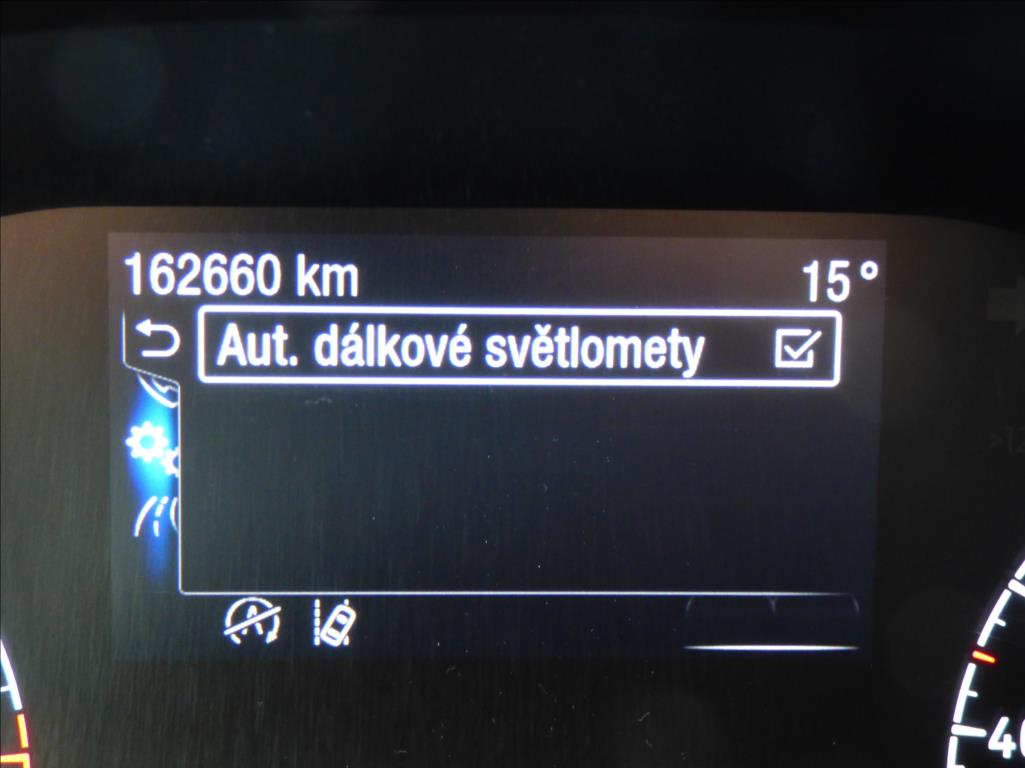 162660 km 15°
Aut. dálkové světlomety
A